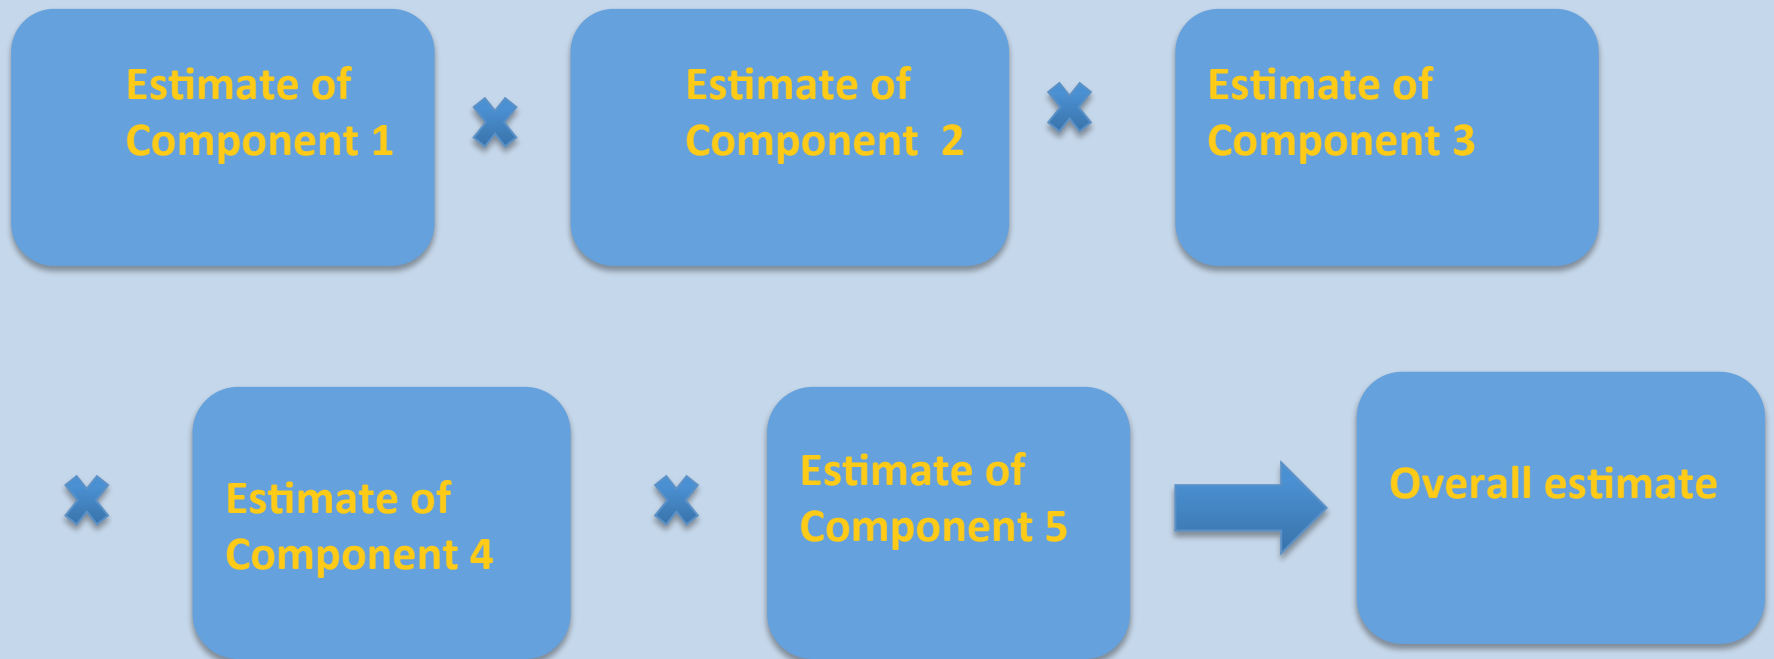 Estimate of
Component 1
Estimate of
Component  2
Estimate of
Component 3
Estimate of
Component 4
Estimate of
Component 5
Overall estimate